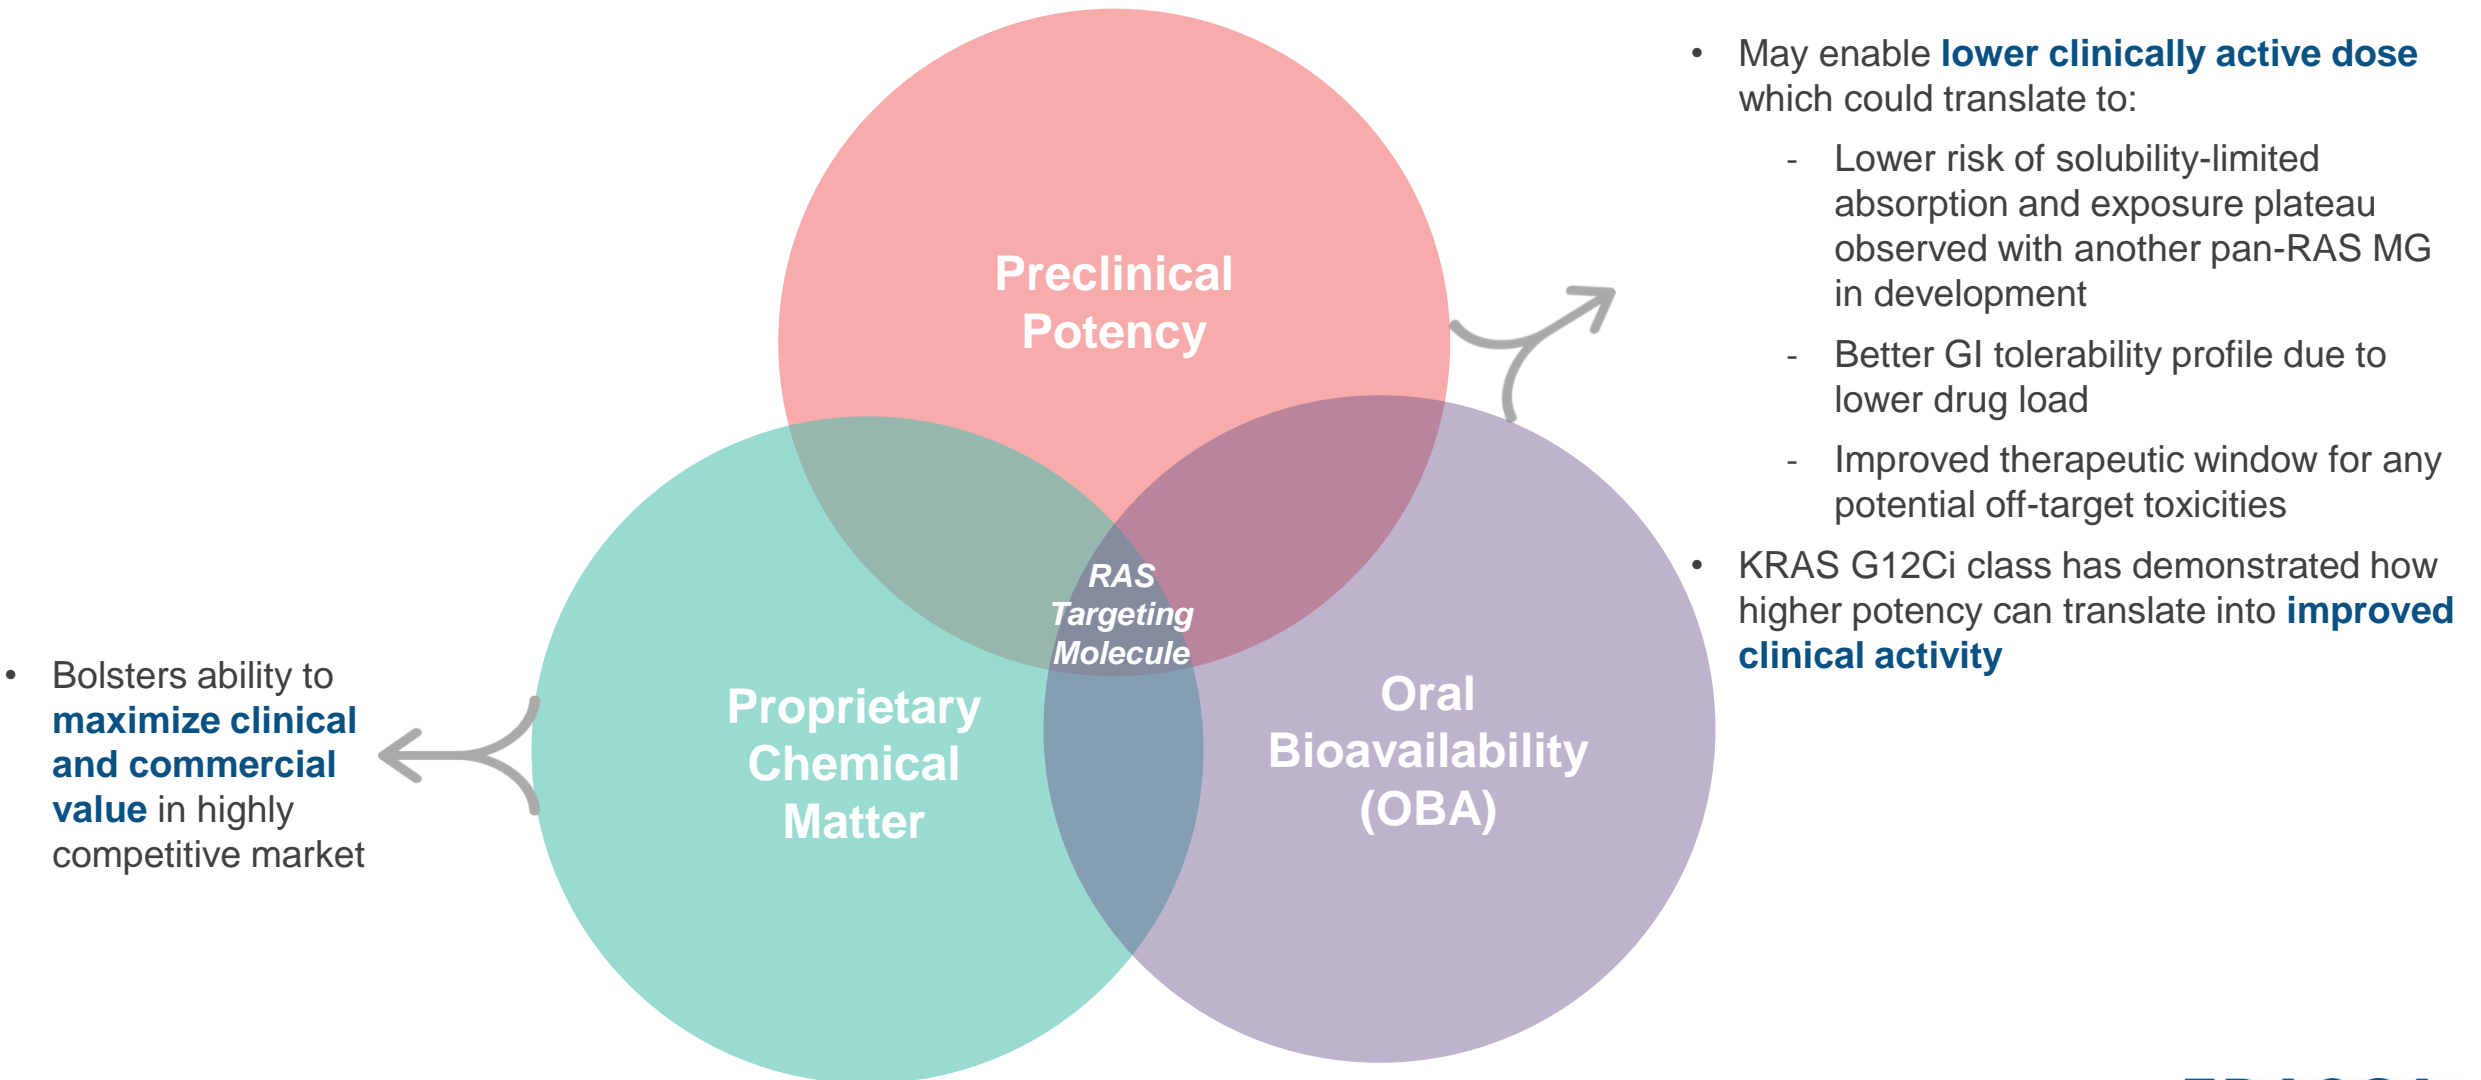 Preclinical
Potency
Proprietary
Chemical
Matter
Oral
Bioavailability
(OBA)
RAS
Targeting
Molecule
• Bolsters ability to
maximize clinical
and commercial
value in highly
competitive market
• May enable lower clinically active dose
which could translate to:
- Lower risk of solubility-limited
absorption and exposure plateau
observed with another pan-RAS MG
in development
- Better GI tolerability profile due to
lower drug load
- Improved therapeutic window for any
potential off-target toxicities
• KRAS G12Ci class has demonstrated how
higher potency can translate into improved
clinical activity